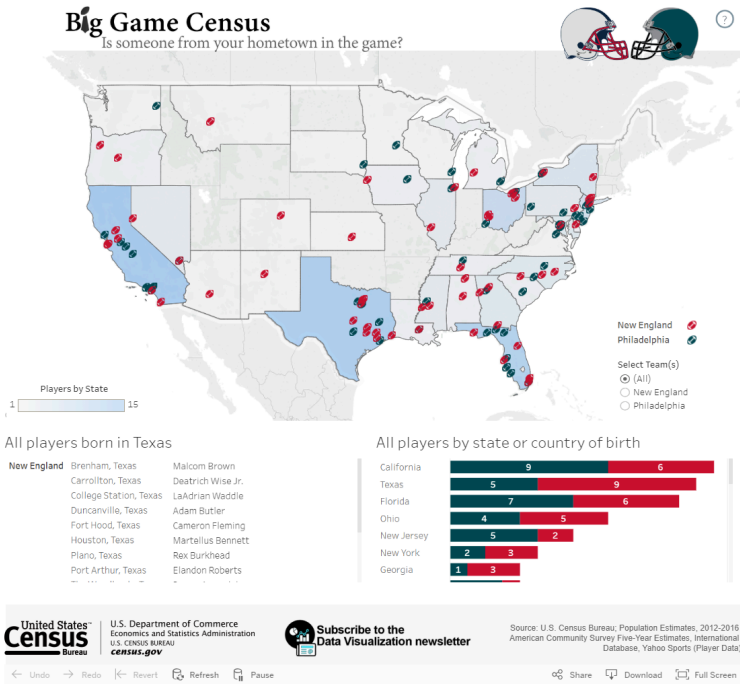 Big Game Census
Is someone from your hometown in the game?
?
New England
Philadelphia
Select Team(s)
(All)
New England
Philadelphia
Players by State
1 15
All players born in Texas
New England Brenham, Texas Malcom Brown
Carrollton, Texas Deatrich Wise Jr.
College Station, Texas LaAdrian Waddle
Duncanville, Texas Adam Butler
Fort Hood, Texas Cameron Fleming
Houston, Texas Martellus Bennett
Plano, Texas Rex Burkhead
Port Arthur, Texas Elandon Roberts
All players by state or country of birth
California 9 6
Texas 5 9
Florida 7 6
Ohio 4 5
New Jersey 5 2
New York 2 3
Georgia 1 3
United States™
Census
Bureau
U.S. Department of Commerce
Economics and Statistics Administration
U.S. CENSUS BUREAU
census.gov
Subscribe to the
Data Visualization newsletter
Source: U.S. Census Bureau; Population Estimates, 2012-2016
American Community Survey Five-Year Estimates, International
Database, Yahoo Sports (Player Data)
Undo Redo Revert Refresh Pause Share Download Full Screen